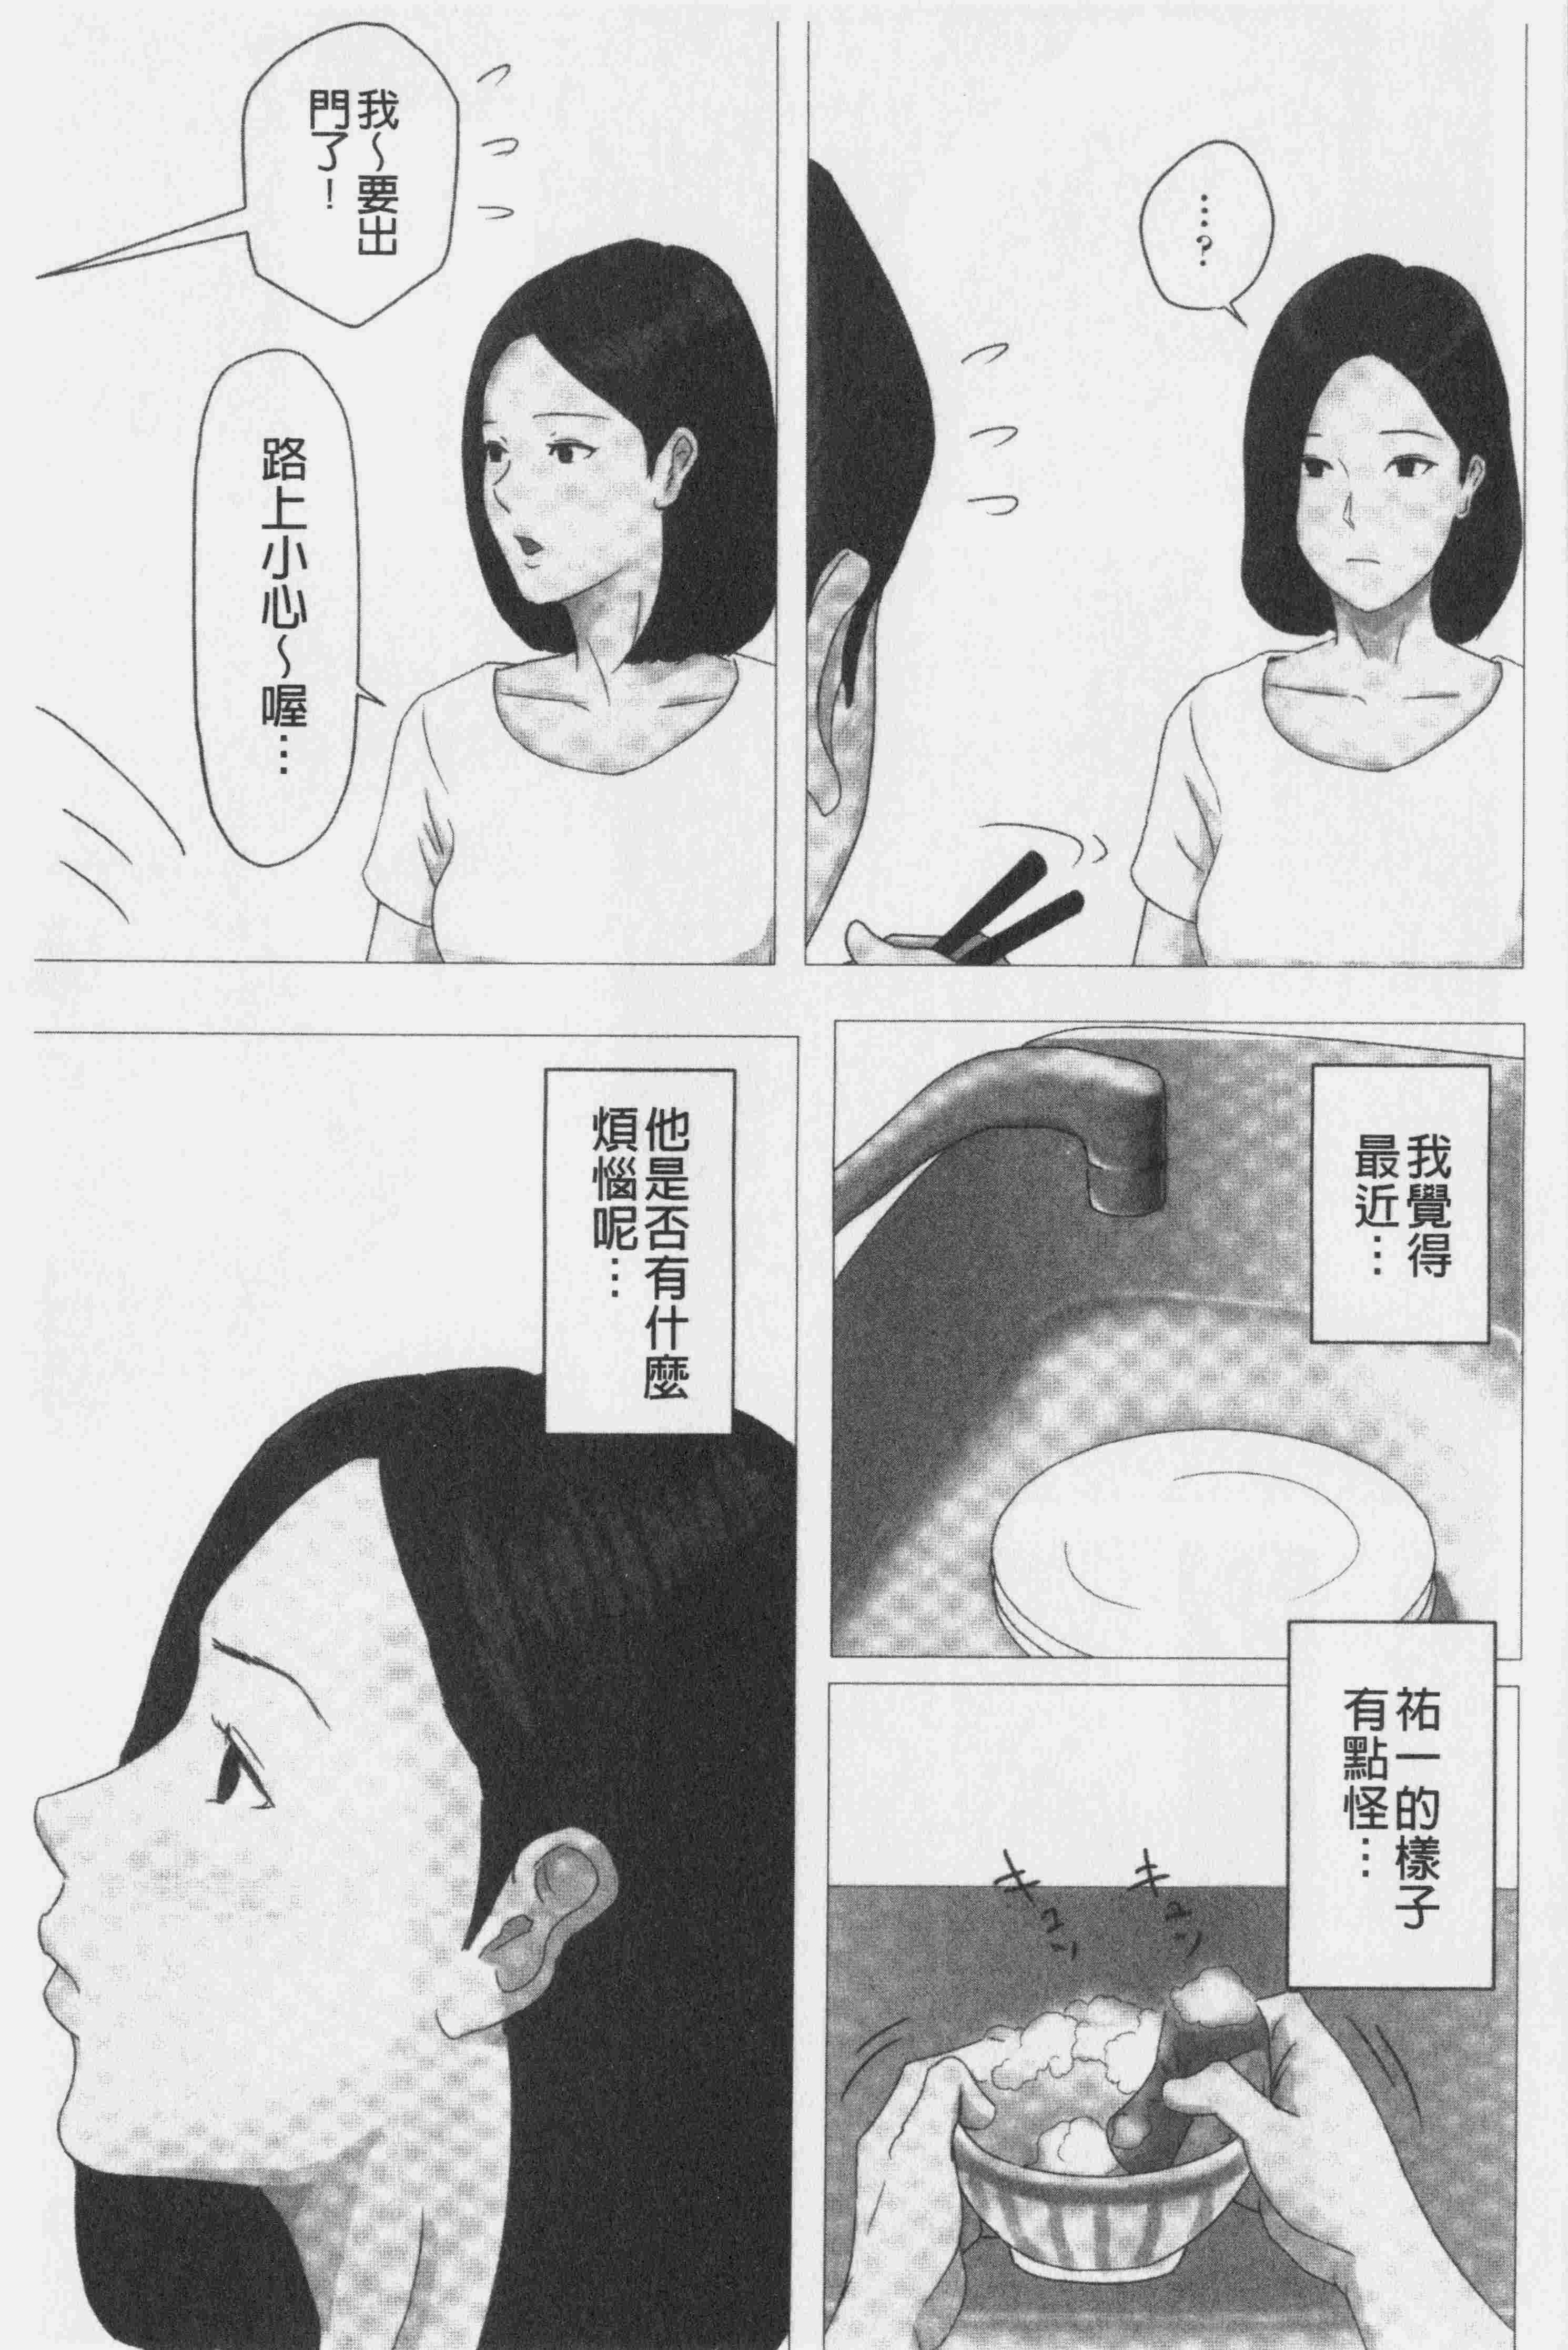 …?
我～要出
門了！
路上小心～喔…
我覺得
最近…
祐一的樣子
有點怪…
キュッ
キュッ
他是否有什麼
煩惱呢…